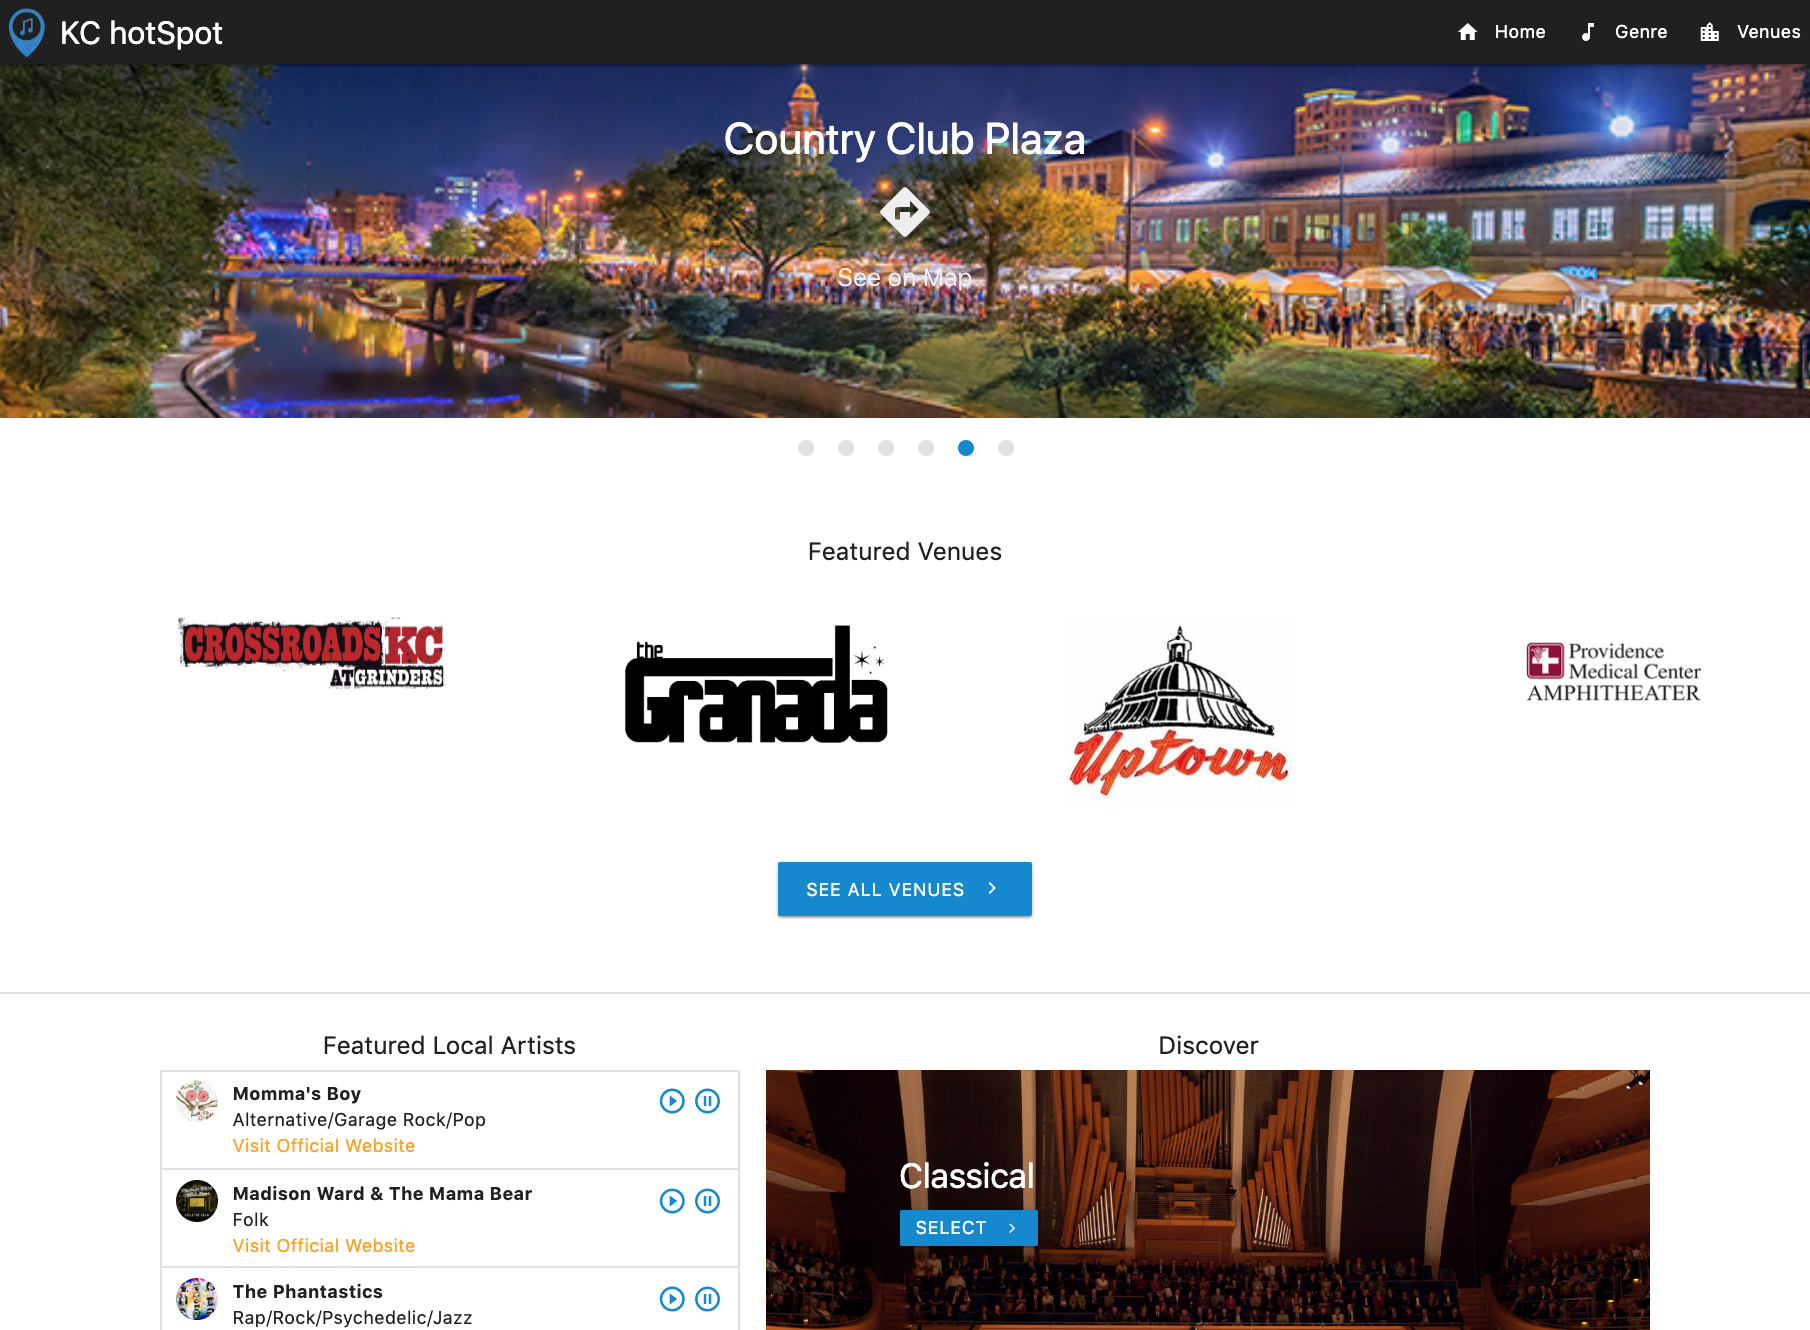 KC hotSpot
Home
Genre
Venues
Country Club Plaza
See on Map
Featured Venues
CROSSROADS KC
AT GRINDERS
the
Granada
Uptown
Providence
Medical Center
AMPHITHEATER
SEE ALL VENUES
Featured Local Artists
Momma's Boy
Alternative/Garage Rock/Pop
Visit Official Website
Madison Ward & The Mama Bear
Folk
Visit Official Website
The Phantastics
Rap/Rock/Psychedelic/Jazz
Discover
Classical
SELECT